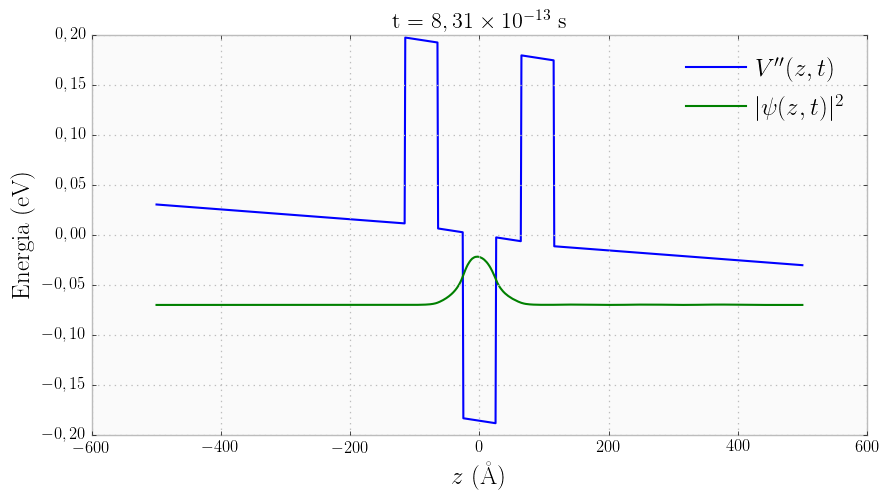 t = 8,31 × 10⁻¹³ s
V''(z, t)
|ψ(z, t)|²
Energia (eV)
0,20
0,15
0,10
0,05
0,00
−0,05
−0,10
−0,15
−0,20
−600 −400 −200 0 200 400 600
z (Å)